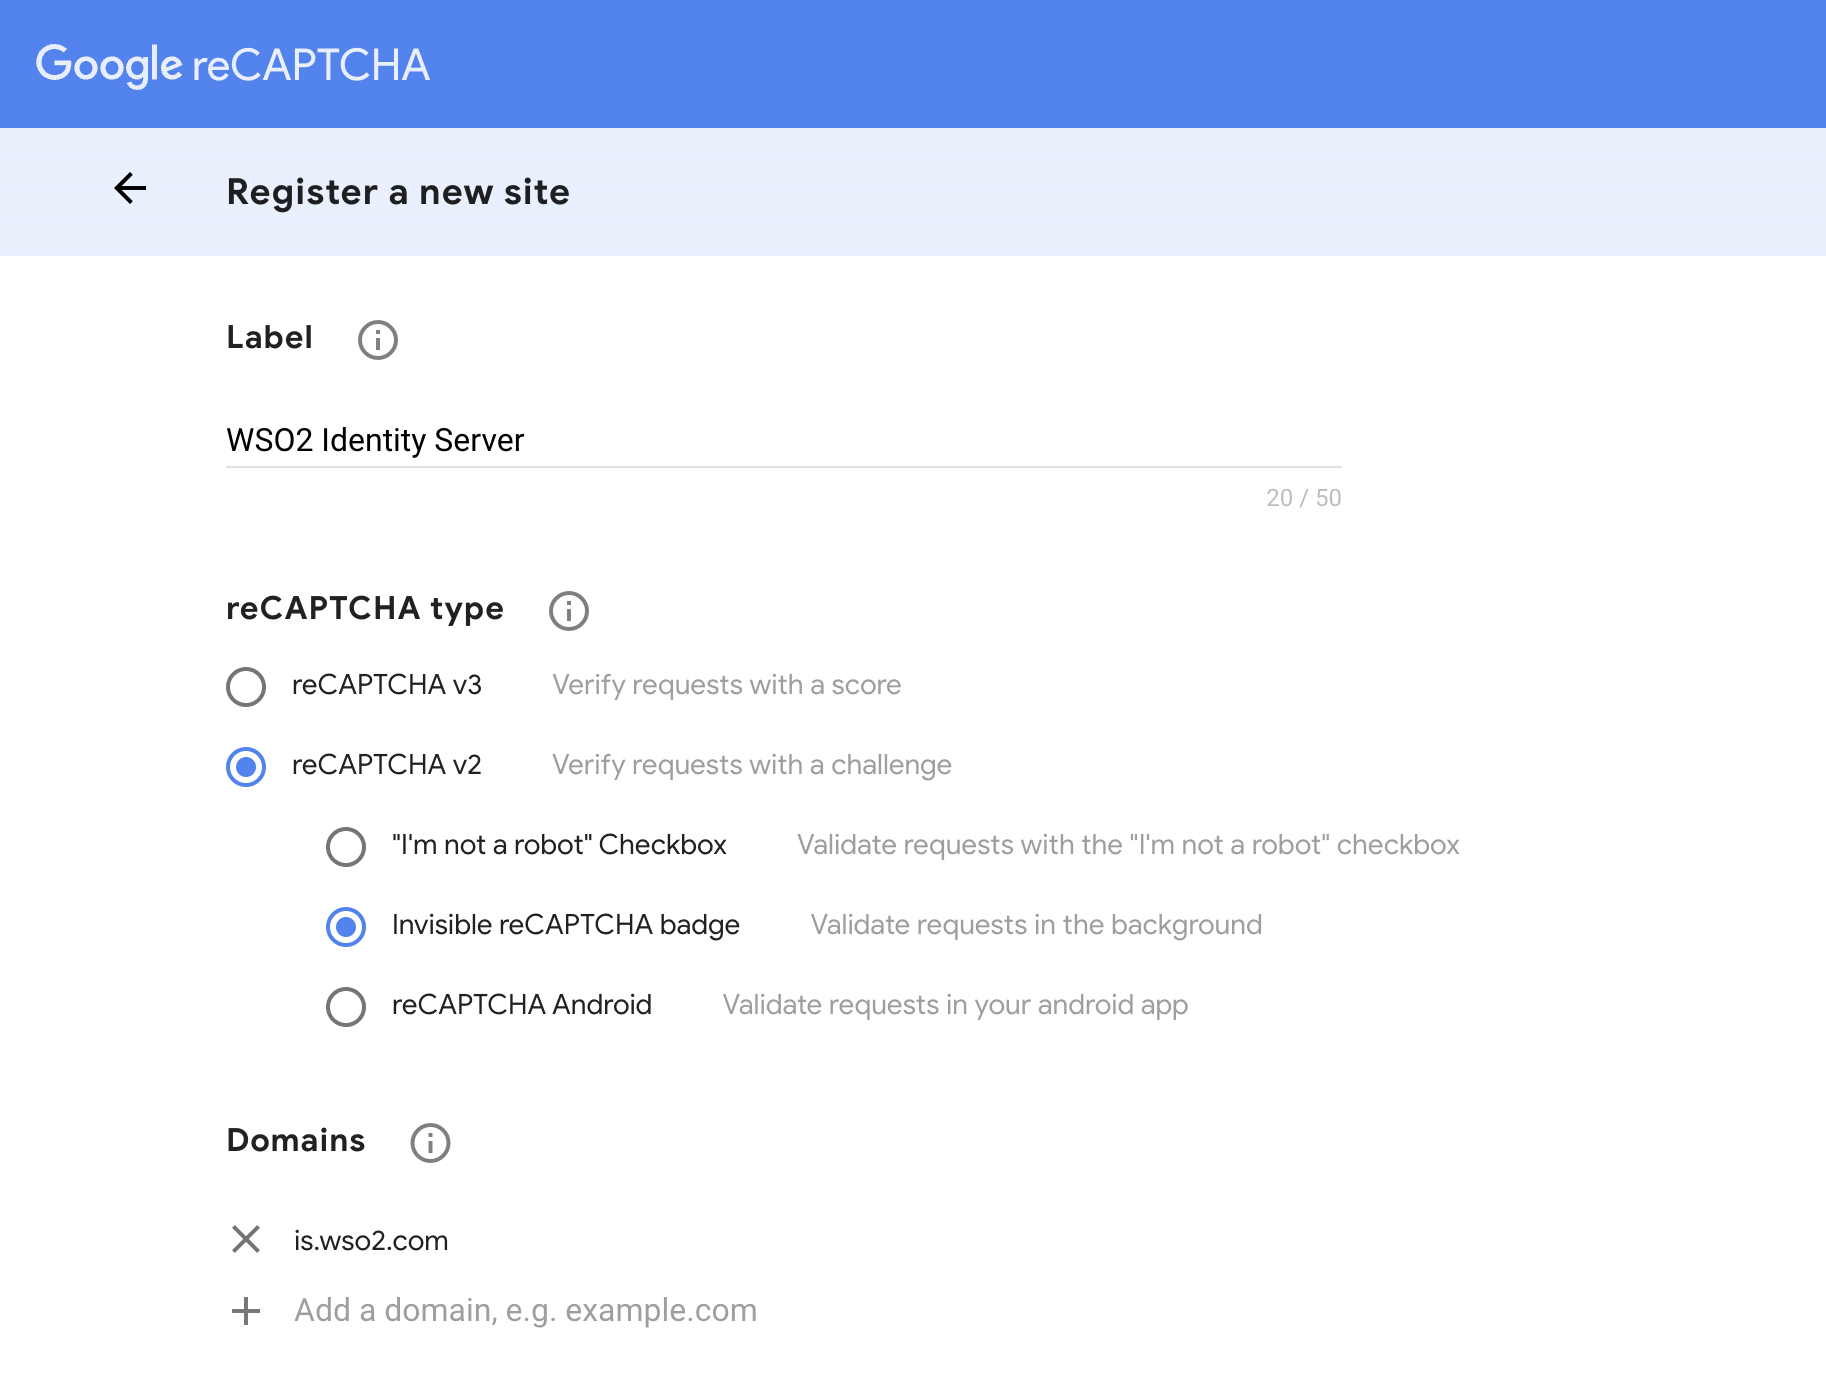 Google reCAPTCHA
Register a new site
Label
WSO2 Identity Server
20 / 50
reCAPTCHA type
reCAPTCHA v3 Verify requests with a score
reCAPTCHA v2 Verify requests with a challenge
"I'm not a robot" Checkbox Validate requests with the "I'm not a robot" checkbox
Invisible reCAPTCHA badge Validate requests in the background
reCAPTCHA Android Validate requests in your android app
Domains
is.wso2.com
Add a domain, e.g. example.com